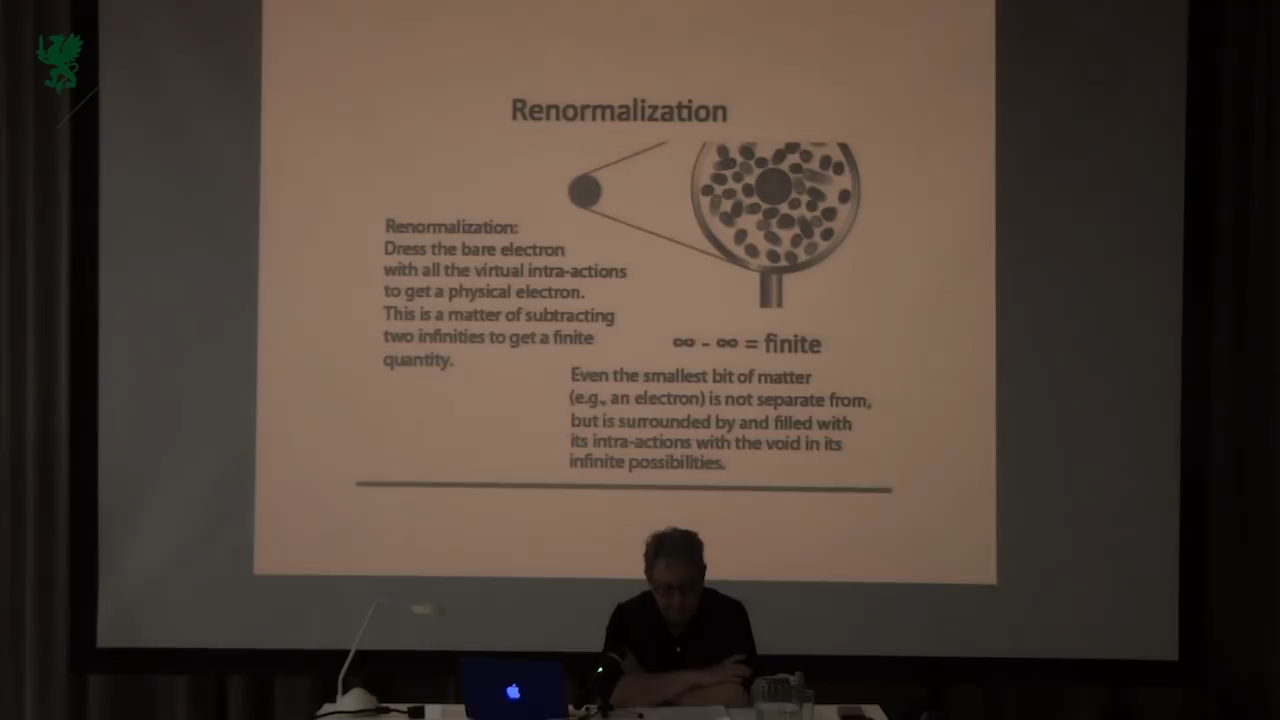 Renormalization
Renormalization:
Dress the bare electron
with all the virtual intra-actions
to get a physical electron.
This is a matter of subtracting
two infinities to get a finite
quantity.
∞ - ∞ = finite
Even the smallest bit of matter
(e.g., an electron) is not separate from,
but is surrounded by and filled with
its intra-actions with the void in its
infinite possibilities.